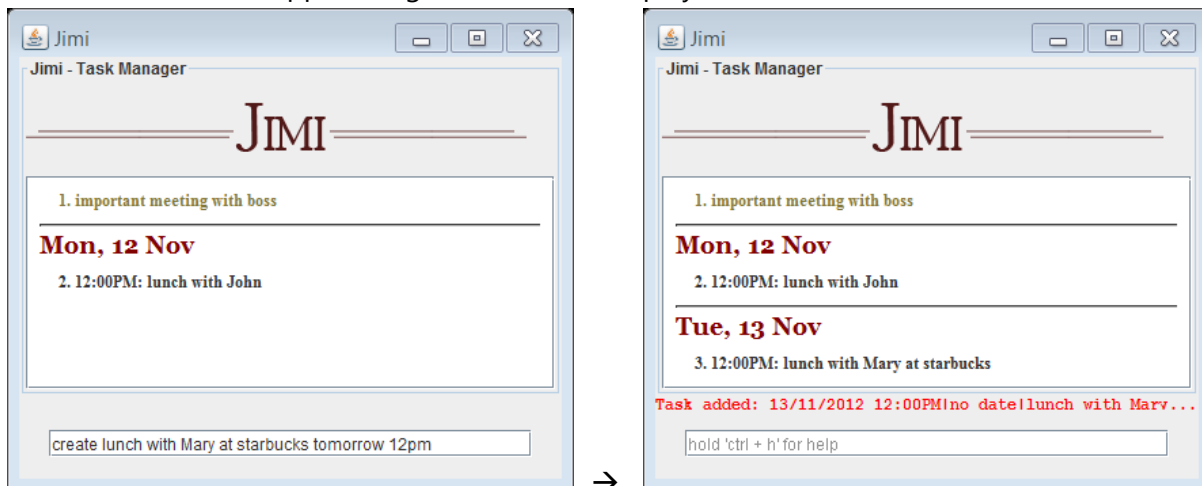 Jimi
Jimi - Task Manager
JIMI
1. important meeting with boss
Mon, 12 Nov
2. 12:00PM: lunch with John
create lunch with Mary at starbucks tomorrow 12pm
→
Jimi
Jimi - Task Manager
JIMI
1. important meeting with boss
Mon, 12 Nov
2. 12:00PM: lunch with John
Tue, 13 Nov
3. 12:00PM: lunch with Mary at starbucks
Task added: 13/11/2012 12:00PM|no date|lunch with Mary...
hold 'ctrl + h' for help